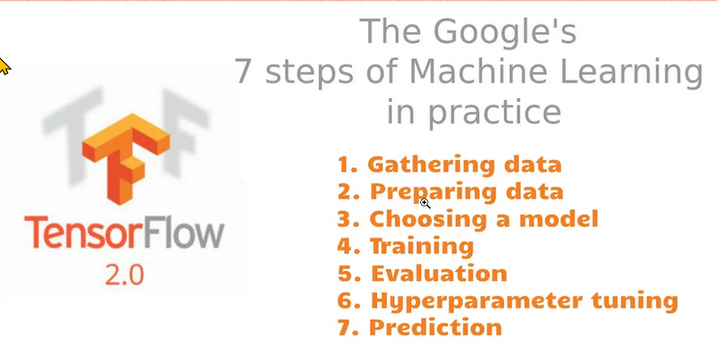 The Google's
7 steps of Machine Learning
in practice
1. Gathering data
2. Preparing data
3. Choosing a model
4. Training
5. Evaluation
6. Hyperparameter tuning
7. Prediction
TensorFlow
2.0